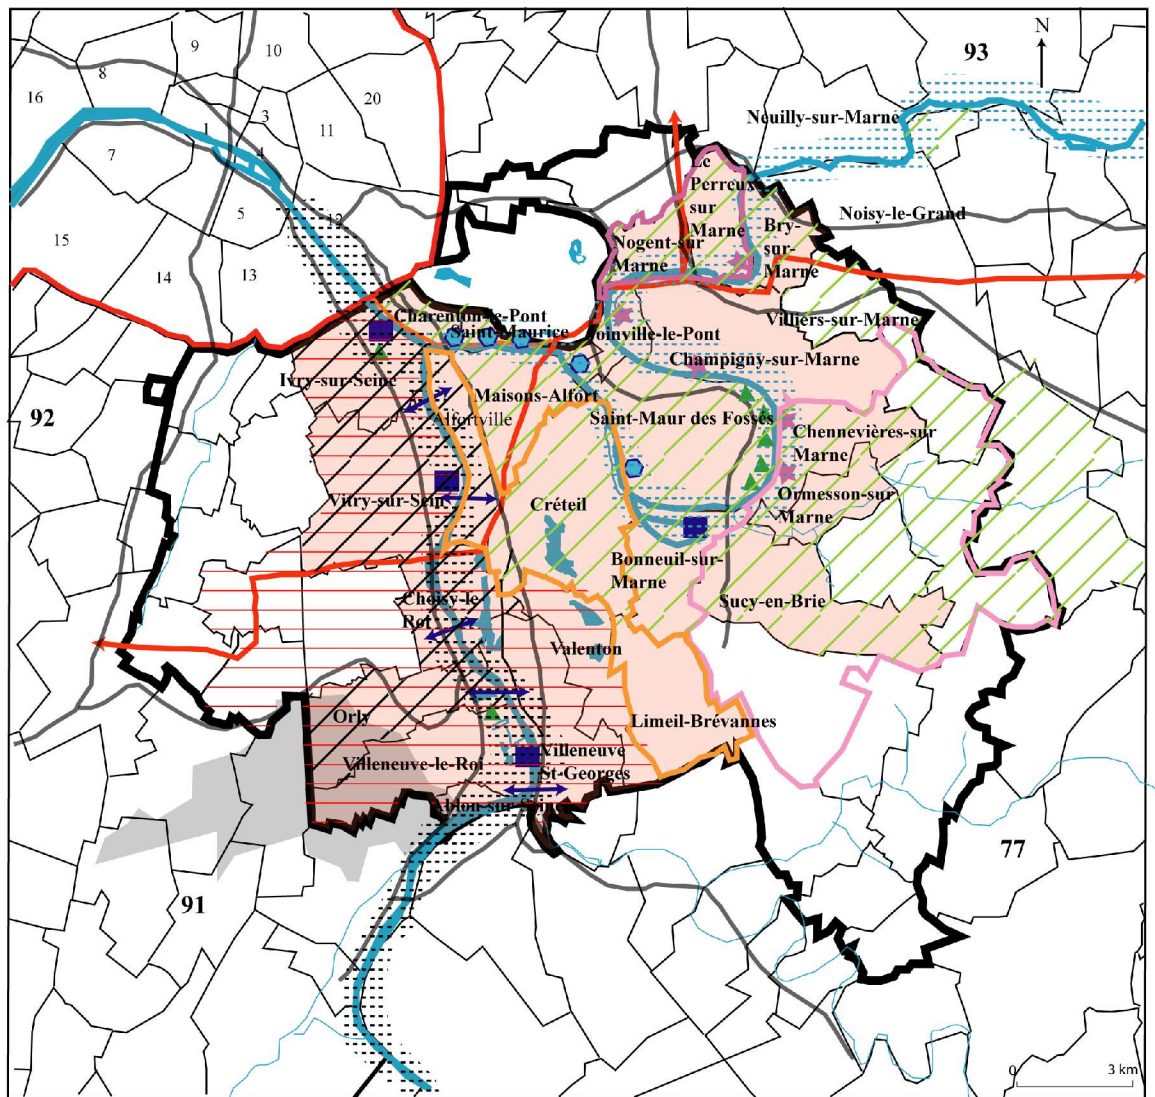 N
9
10
93
8
16
20
3
Neuilly-sur-Marne
1
11
4
7
Le
Perreux
sur
Marne
5
12
Noisy-le-Grand
15
Bry-
sur-
Marne
Nogent-sur
Marne
14
13
Charenton-le-Pont
Saint-Maurice
Joinville-le-Pont
Villiers-sur-Marne
Champigny-sur-Marne
Ivry-sur-Seine
Maisons-Alfort
92
Alfortville
Saint-Maur des Fossés
Chennevières-sur
Marne
Vitry-sur-Sein
Créteil
Ormesson-sur
Marne
Bonneuil-sur-
Marne
Choisy-le
Roi
Sucy-en-Brie
Valenton
Orly
Limeil-Brévannes
Villeneuve-le-Roi
Villeneuve
St-Georges
Ablon-sur-Seine
77
91
0
3 km